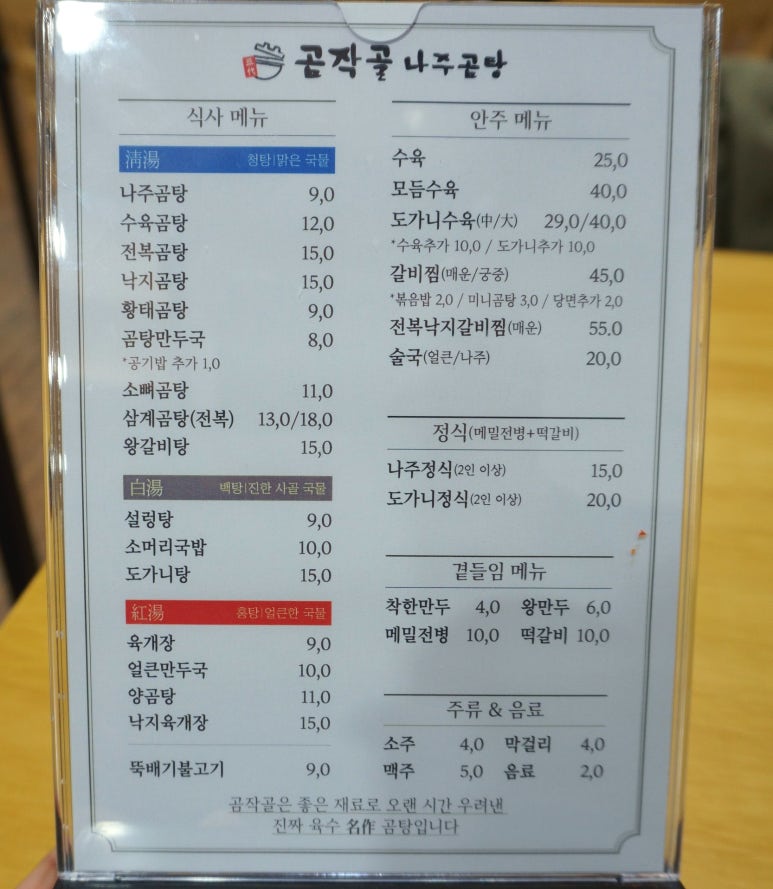 곰작골 나주곰탕
식사 메뉴
淸湯 청탕|맑은 국물
나주곰탕 9,0
수육곰탕 12,0
전복곰탕 15,0
낙지곰탕 15,0
황태곰탕 9,0
곰탕만두국 8,0
*공기밥 추가 1,0
소뼈곰탕 11,0
삼계곰탕(전복) 13,0/18,0
왕갈비탕 15,0
白湯 백탕|진한 사골 국물
설렁탕 9,0
소머리국밥 10,0
도가니탕 15,0
紅湯 홍탕|얼큰한 국물
육개장 9,0
얼큰만두국 10,0
양곰탕 11,0
낙지육개장 15,0
뚝배기불고기 9,0
안주 메뉴
수육 25,0
모듬수육 40,0
도가니수육(中/大) 29,0/40,0
*수육추가 10,0 / 도가니추가 10,0
갈비찜(매운/궁중) 45,0
*볶음밥 2,0 / 미니곰탕 3,0 / 당면추가 2,0
전복낙지갈비찜(매운) 55.0
술국(얼큰/나주) 20,0
정식(메밀전병+떡갈비)
나주정식(2인 이상) 15,0
도가니정식(2인 이상) 20,0
곁들임 메뉴
착한만두 4,0 왕만두 6,0
메밀전병 10,0 떡갈비 10,0
주류 & 음료
소주 4,0 막걸리 4,0
맥주 5,0 음료 2,0
곰작골은 좋은 재료로 오랜 시간 우려낸
진짜 육수 名作 곰탕입니다